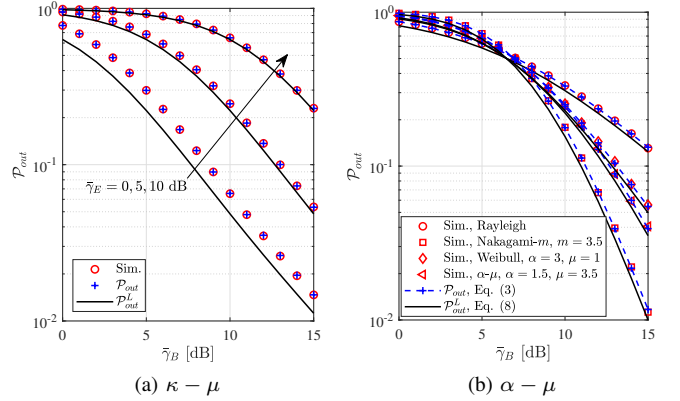 10^0
10^-1
10^-2
P_out
γ̄_E = 0, 5, 10 dB
Sim.
P_out
P^L_out
0 5 10 15
γ̄_B [dB]
(a) κ − μ
10^0
10^-1
10^-2
P_out
Sim., Rayleigh
Sim., Nakagami-m, m = 3.5
Sim., Weibull, α = 3, μ = 1
Sim., α-μ, α = 1.5, μ = 3.5
P_out, Eq. (3)
P^L_out, Eq. (8)
0 5 10 15
γ̄_B [dB]
(b) α − μ